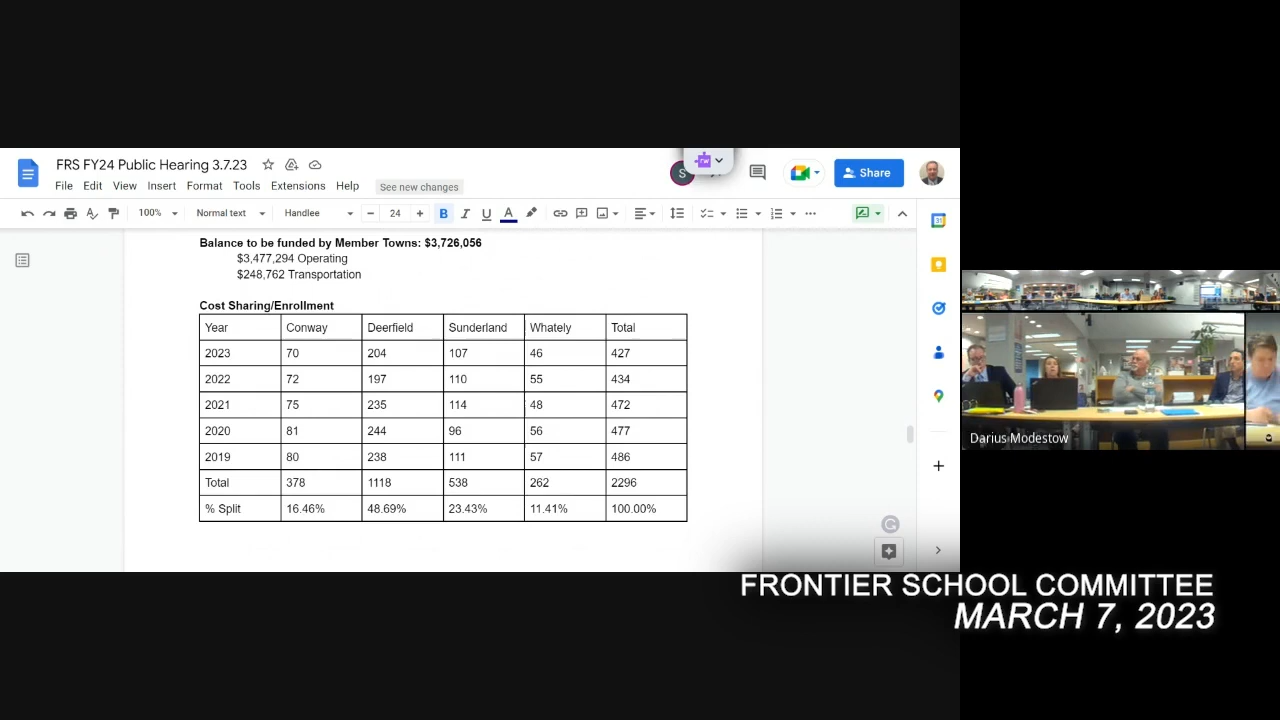 FRS FY24 Public Hearing 3.7.23
File Edit View Insert Format Tools Extensions Help See new changes
S
rw
Share
100% Normal text Handlee 24 B I U A
31
Balance to be funded by Member Towns: $3,726,056
$3,477,294 Operating
$248,762 Transportation
Cost Sharing/Enrollment
Year Conway Deerfield Sunderland Whately Total
2023 70 204 107 46 427
2022 72 197 110 55 434
2021 75 235 114 48 472
2020 81 244 96 56 477
2019 80 238 111 57 486
Total 378 1118 538 262 2296
% Split 16.46% 48.69% 23.43% 11.41% 100.00%
Darius Modestow
FRONTIER SCHOOL COMMITTEE
MARCH 7, 2023